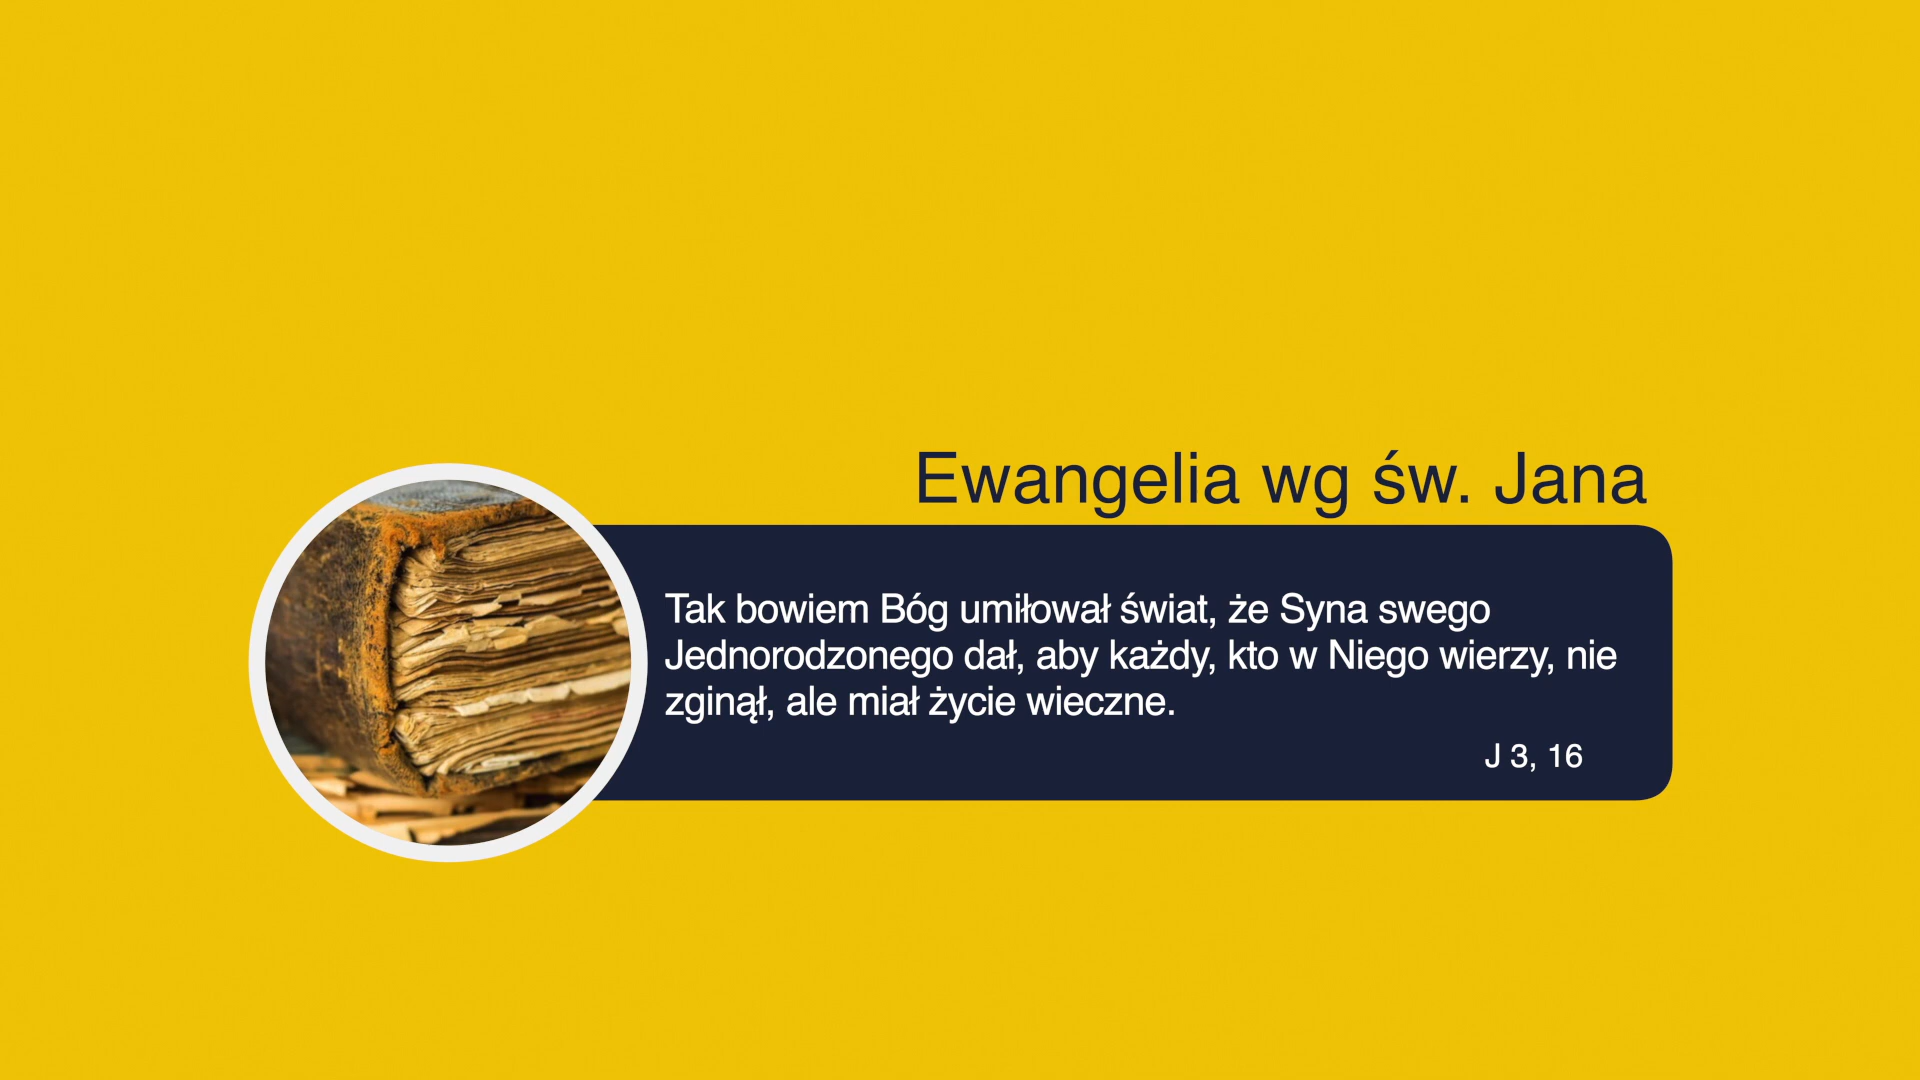 Ewangelia wg św. Jana
Tak bowiem Bóg umiłował świat, że Syna swego
Jednorodzonego dał, aby każdy, kto w Niego wierzy, nie
zginął, ale miał życie wieczne.
J 3, 16